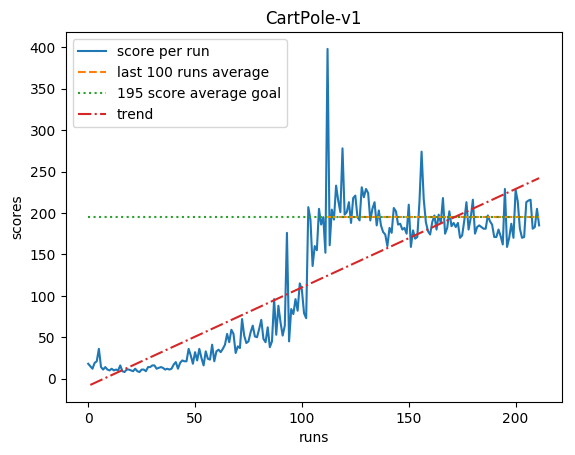 CartPole-v1
score per run
last 100 runs average
195 score average goal
trend
scores
400
350
300
250
200
150
100
50
0
0 50 100 150 200
runs